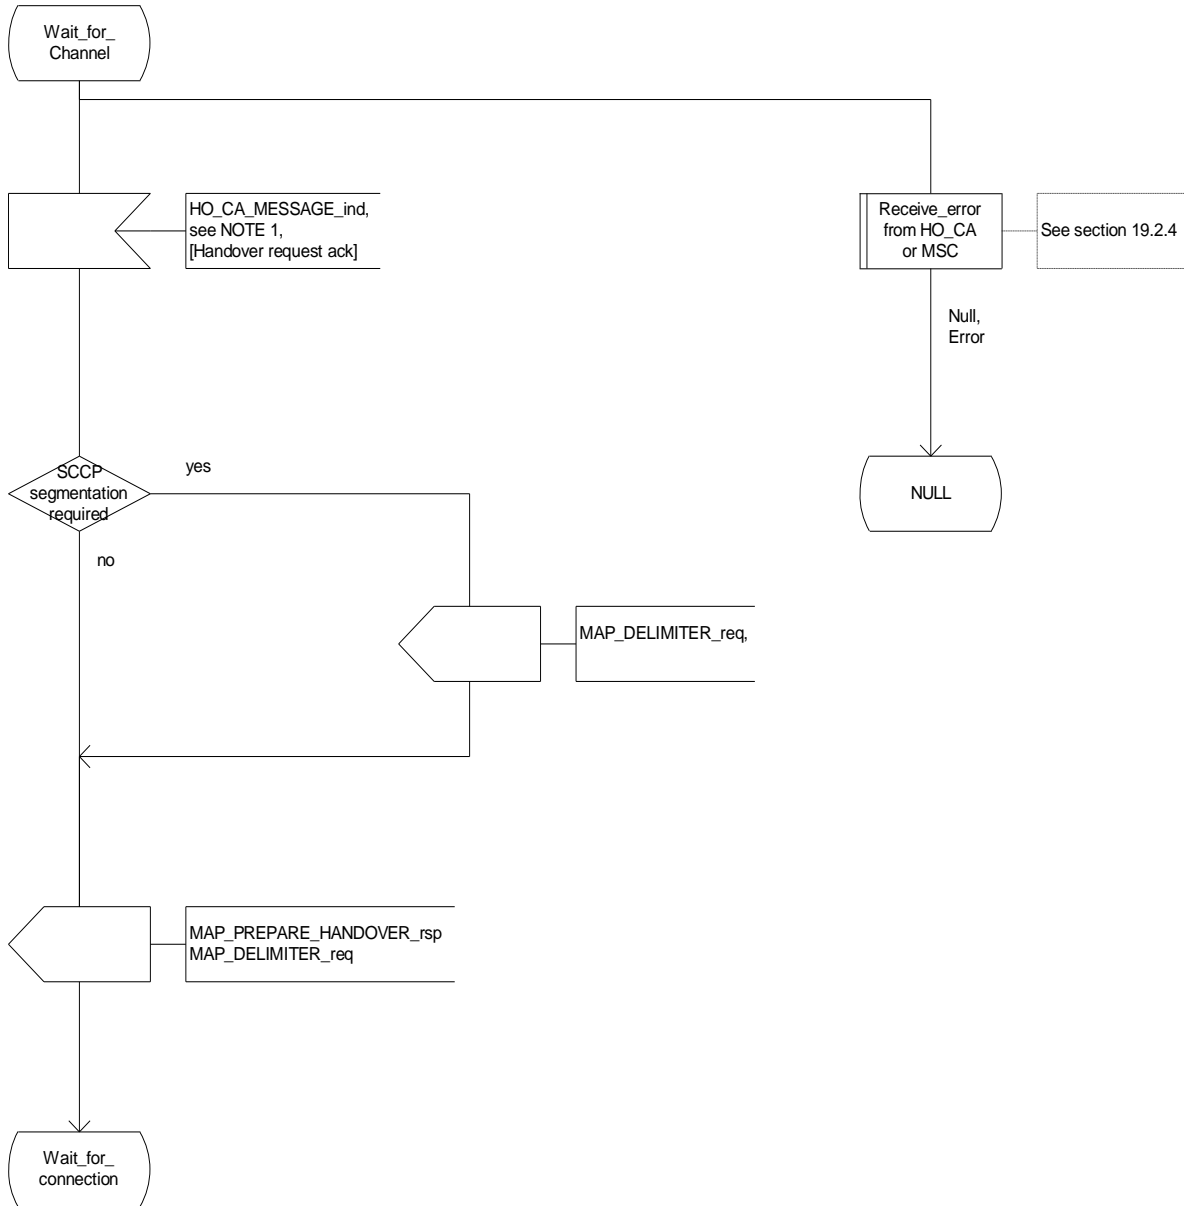 Wait_for_
Channel
HO_CA_MESSAGE_ind,
see NOTE 1,
[Handover request ack]
Receive_error
from HO_CA
or MSC
See section 19.2.4
Null,
Error
SCCP
segmentation
required
yes
NULL
no
MAP_DELIMITER_req,
MAP_PREPARE_HANDOVER_rsp
MAP_DELIMITER_req
Wait_for_
connection